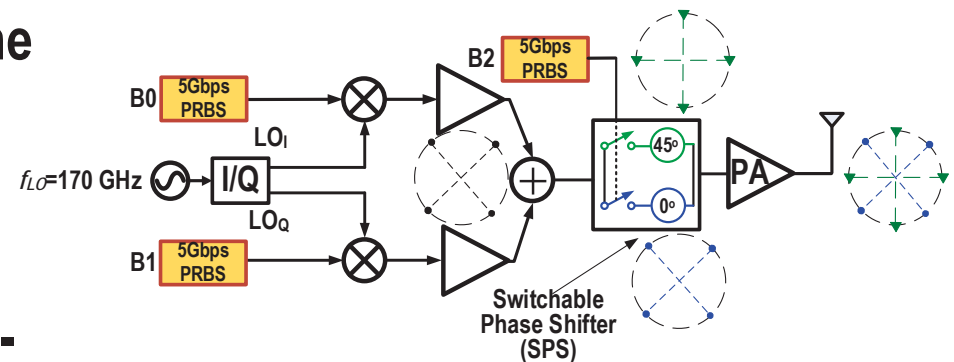 ne
B0
5Gbps
PRBS
B2
5Gbps
PRBS
LOI
fLO=170 GHz
I/Q
LOQ
45o
0o
PA
B1
5Gbps
PRBS
Switchable
Phase Shifter
(SPS)
-